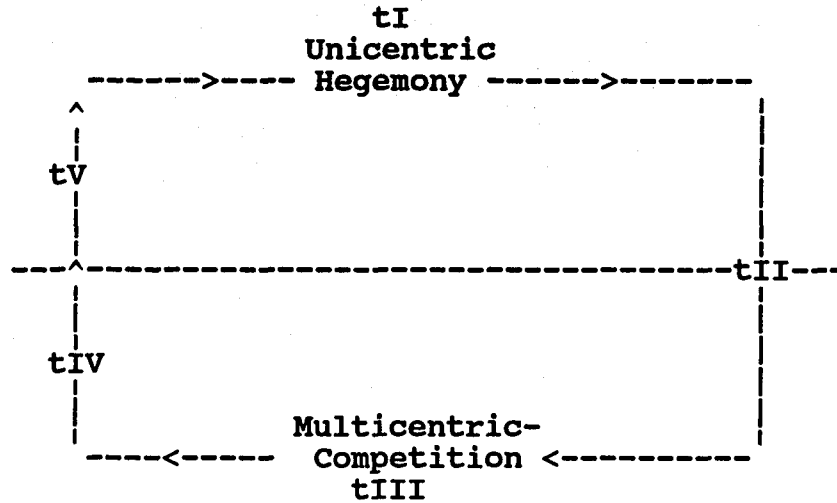 tI
Unicentric
----->---- Hegemony ------>------
tV
---^-----------------------------tII---
tIV
Multicentric-
----<----- Competition <---------
tIII